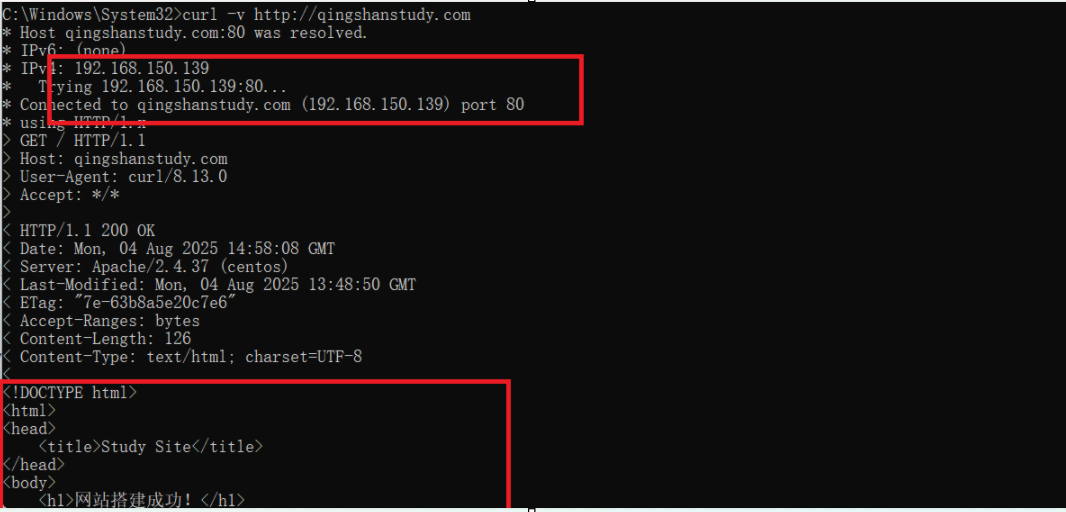 C:\Windows\System32>curl -v http://qingshanstudy.com
* Host qingshanstudy.com:80 was resolved.
* IPv6: (none)
* IPv4: 192.168.150.139
*   Trying 192.168.150.139:80...
* Connected to qingshanstudy.com (192.168.150.139) port 80
* using HTTP/1.x
> GET / HTTP/1.1
> Host: qingshanstudy.com
> User-Agent: curl/8.13.0
> Accept: */*
>
< HTTP/1.1 200 OK
< Date: Mon, 04 Aug 2025 14:58:08 GMT
< Server: Apache/2.4.37 (centos)
< Last-Modified: Mon, 04 Aug 2025 13:48:50 GMT
< ETag: "7e-63b8a5e20c7e6"
< Accept-Ranges: bytes
< Content-Length: 126
< Content-Type: text/html; charset=UTF-8
<
<!DOCTYPE html>
<html>
<head>
    <title>Study Site</title>
</head>
<body>
    <h1>网站搭建成功！</h1>